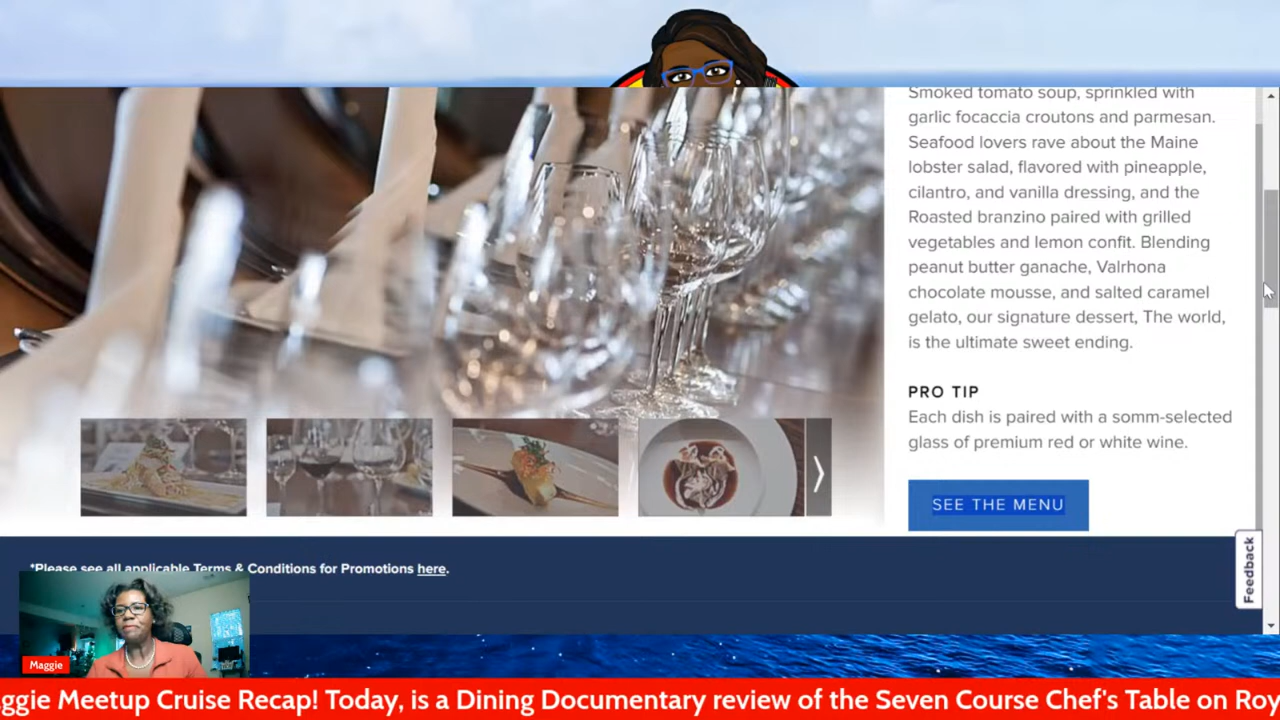 Smoked tomato soup, sprinkled with
garlic focaccia croutons and parmesan.
Seafood lovers rave about the Maine
lobster salad, flavored with pineapple,
cilantro, and vanilla dressing, and the
Roasted branzino paired with grilled
vegetables and lemon confit. Blending
peanut butter ganache, Valrhona
chocolate mousse, and salted caramel
gelato, our signature dessert, The world,
is the ultimate sweet ending.
PRO TIP
Each dish is paired with a somm-selected
glass of premium red or white wine.
SEE THE MENU
Feedback
*Please see all applicable Terms & Conditions for Promotions here.
Maggie
ggie Meetup Cruise Recap! Today, is a Dining Documentary review of the Seven Course Chef's Table on Roy